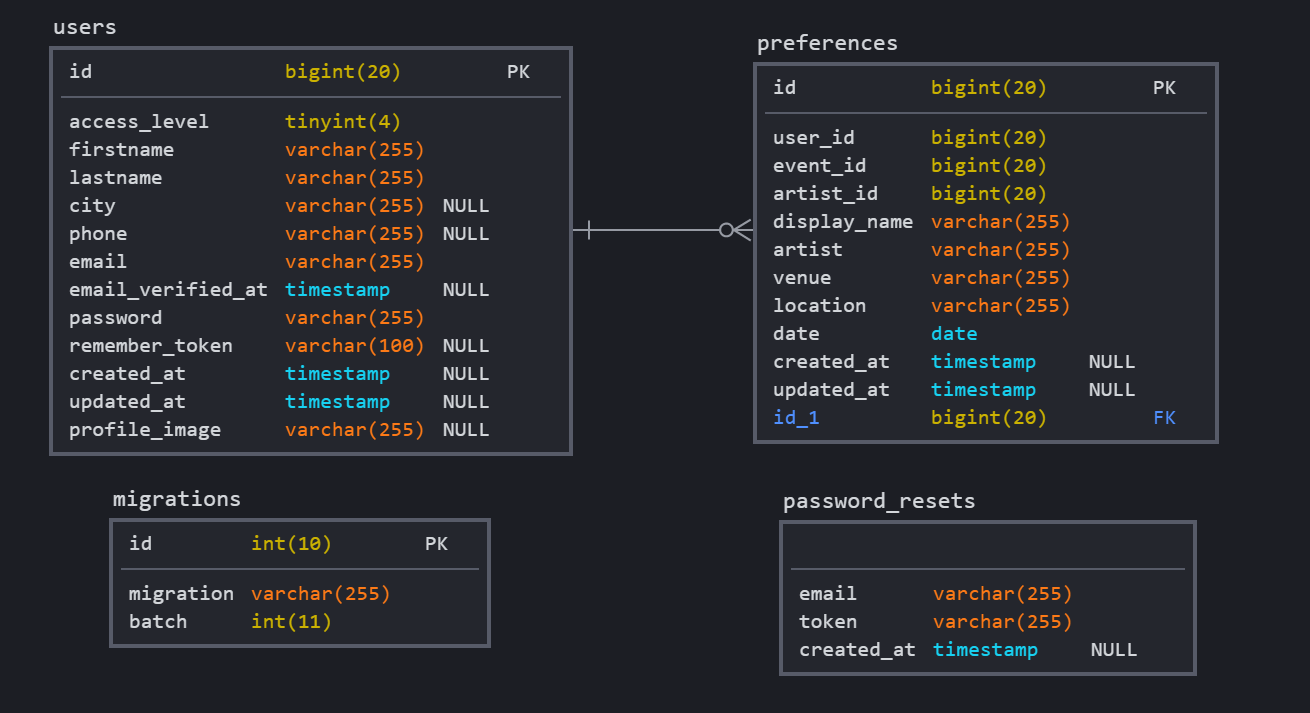 users
id bigint(20) PK
access_level tinyint(4)
firstname varchar(255)
lastname varchar(255)
city varchar(255) NULL
phone varchar(255) NULL
email varchar(255)
email_verified_at timestamp NULL
password varchar(255)
remember_token varchar(100) NULL
created_at timestamp NULL
updated_at timestamp NULL
profile_image varchar(255) NULL
preferences
id bigint(20) PK
user_id bigint(20)
event_id bigint(20)
artist_id bigint(20)
display_name varchar(255)
artist varchar(255)
venue varchar(255)
location varchar(255)
date date
created_at timestamp NULL
updated_at timestamp NULL
id_1 bigint(20) FK
migrations
id int(10) PK
migration varchar(255)
batch int(11)
password_resets
email varchar(255)
token varchar(255)
created_at timestamp NULL